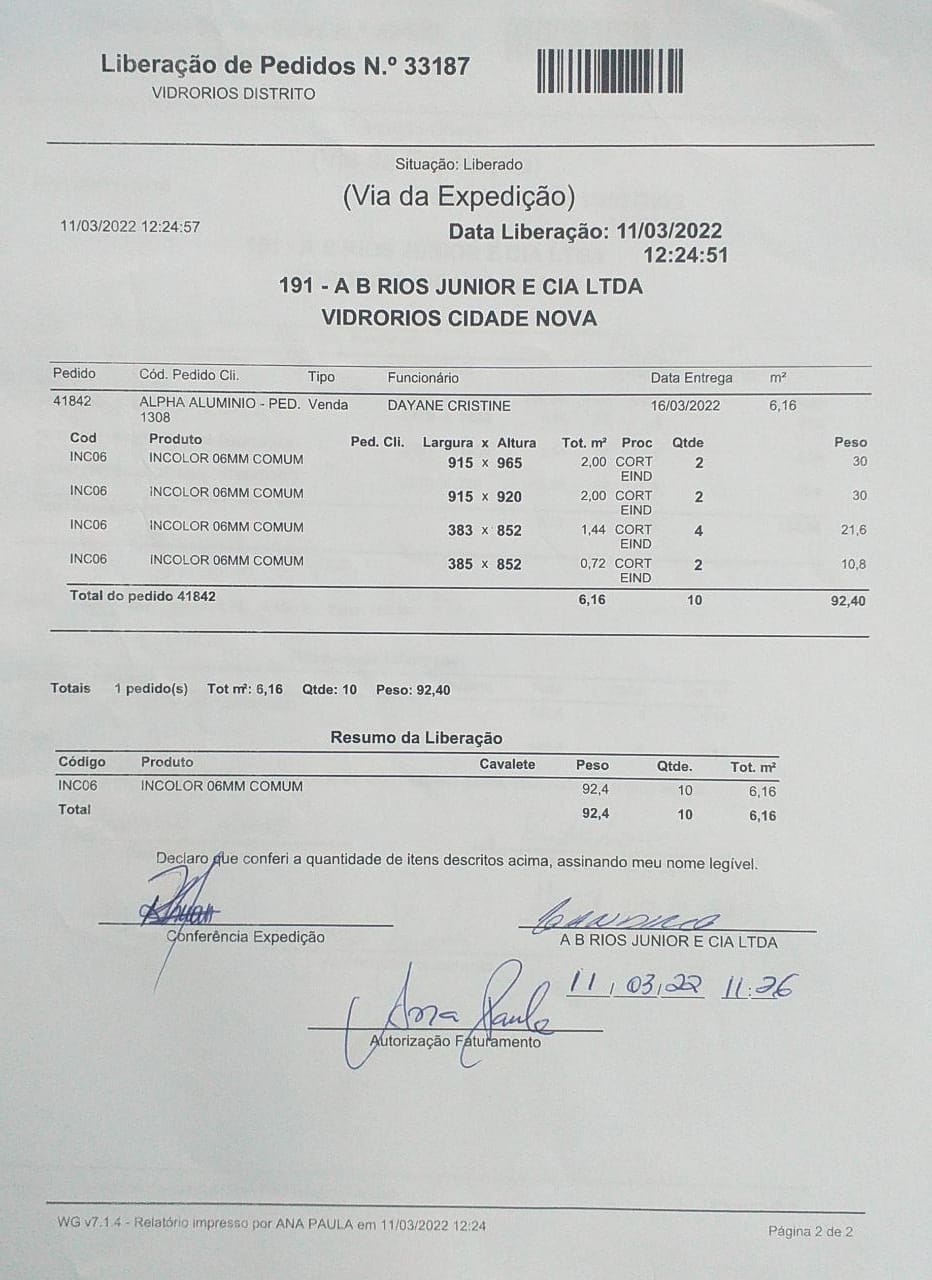 Liberação de Pedidos N.º 33187
VIDRORIOS DISTRITO
Situação: Liberado
(Via da Expedição)
11/03/2022 12:24:57
Data Liberação: 11/03/2022
12:24:51
191 - A B RIOS JUNIOR E CIA LTDA
VIDRORIOS CIDADE NOVA
Pedido Cód. Pedido Cli. Tipo Funcionário Data Entrega m²
41842 ALPHA ALUMINIO - PED. Venda DAYANE CRISTINE 16/03/2022 6,16
1308
Cod Produto Ped. Cli. Largura x Altura Tot. m² Proc Qtde Peso
INC06 INCOLOR 06MM COMUM 915 x 965 2,00 CORT 2 30
EIND
INC06 INCOLOR 06MM COMUM 915 x 920 2,00 CORT 2 30
EIND
INC06 INCOLOR 06MM COMUM 383 x 852 1,44 CORT 4 21,6
EIND
INC06 INCOLOR 06MM COMUM 385 x 852 0,72 CORT 2 10,8
EIND
Total do pedido 41842 6,16 10 92,40
Totais 1 pedido(s) Tot m²: 6,16 Qtde: 10 Peso: 92,40
Resumo da Liberação
Código Produto Cavalete Peso Qtde. Tot. m²
INC06 INCOLOR 06MM COMUM 92,4 10 6,16
Total 92,4 10 6,16
Declaro que conferi a quantidade de itens descritos acima, assinando meu nome legível.
Conferência Expedição A B RIOS JUNIOR E CIA LTDA
11, 03, 22 11:26
Ana Paula
Autorização Faturamento
WG v7.1.4 - Relatório impresso por ANA PAULA em 11/03/2022 12:24
Página 2 de 2